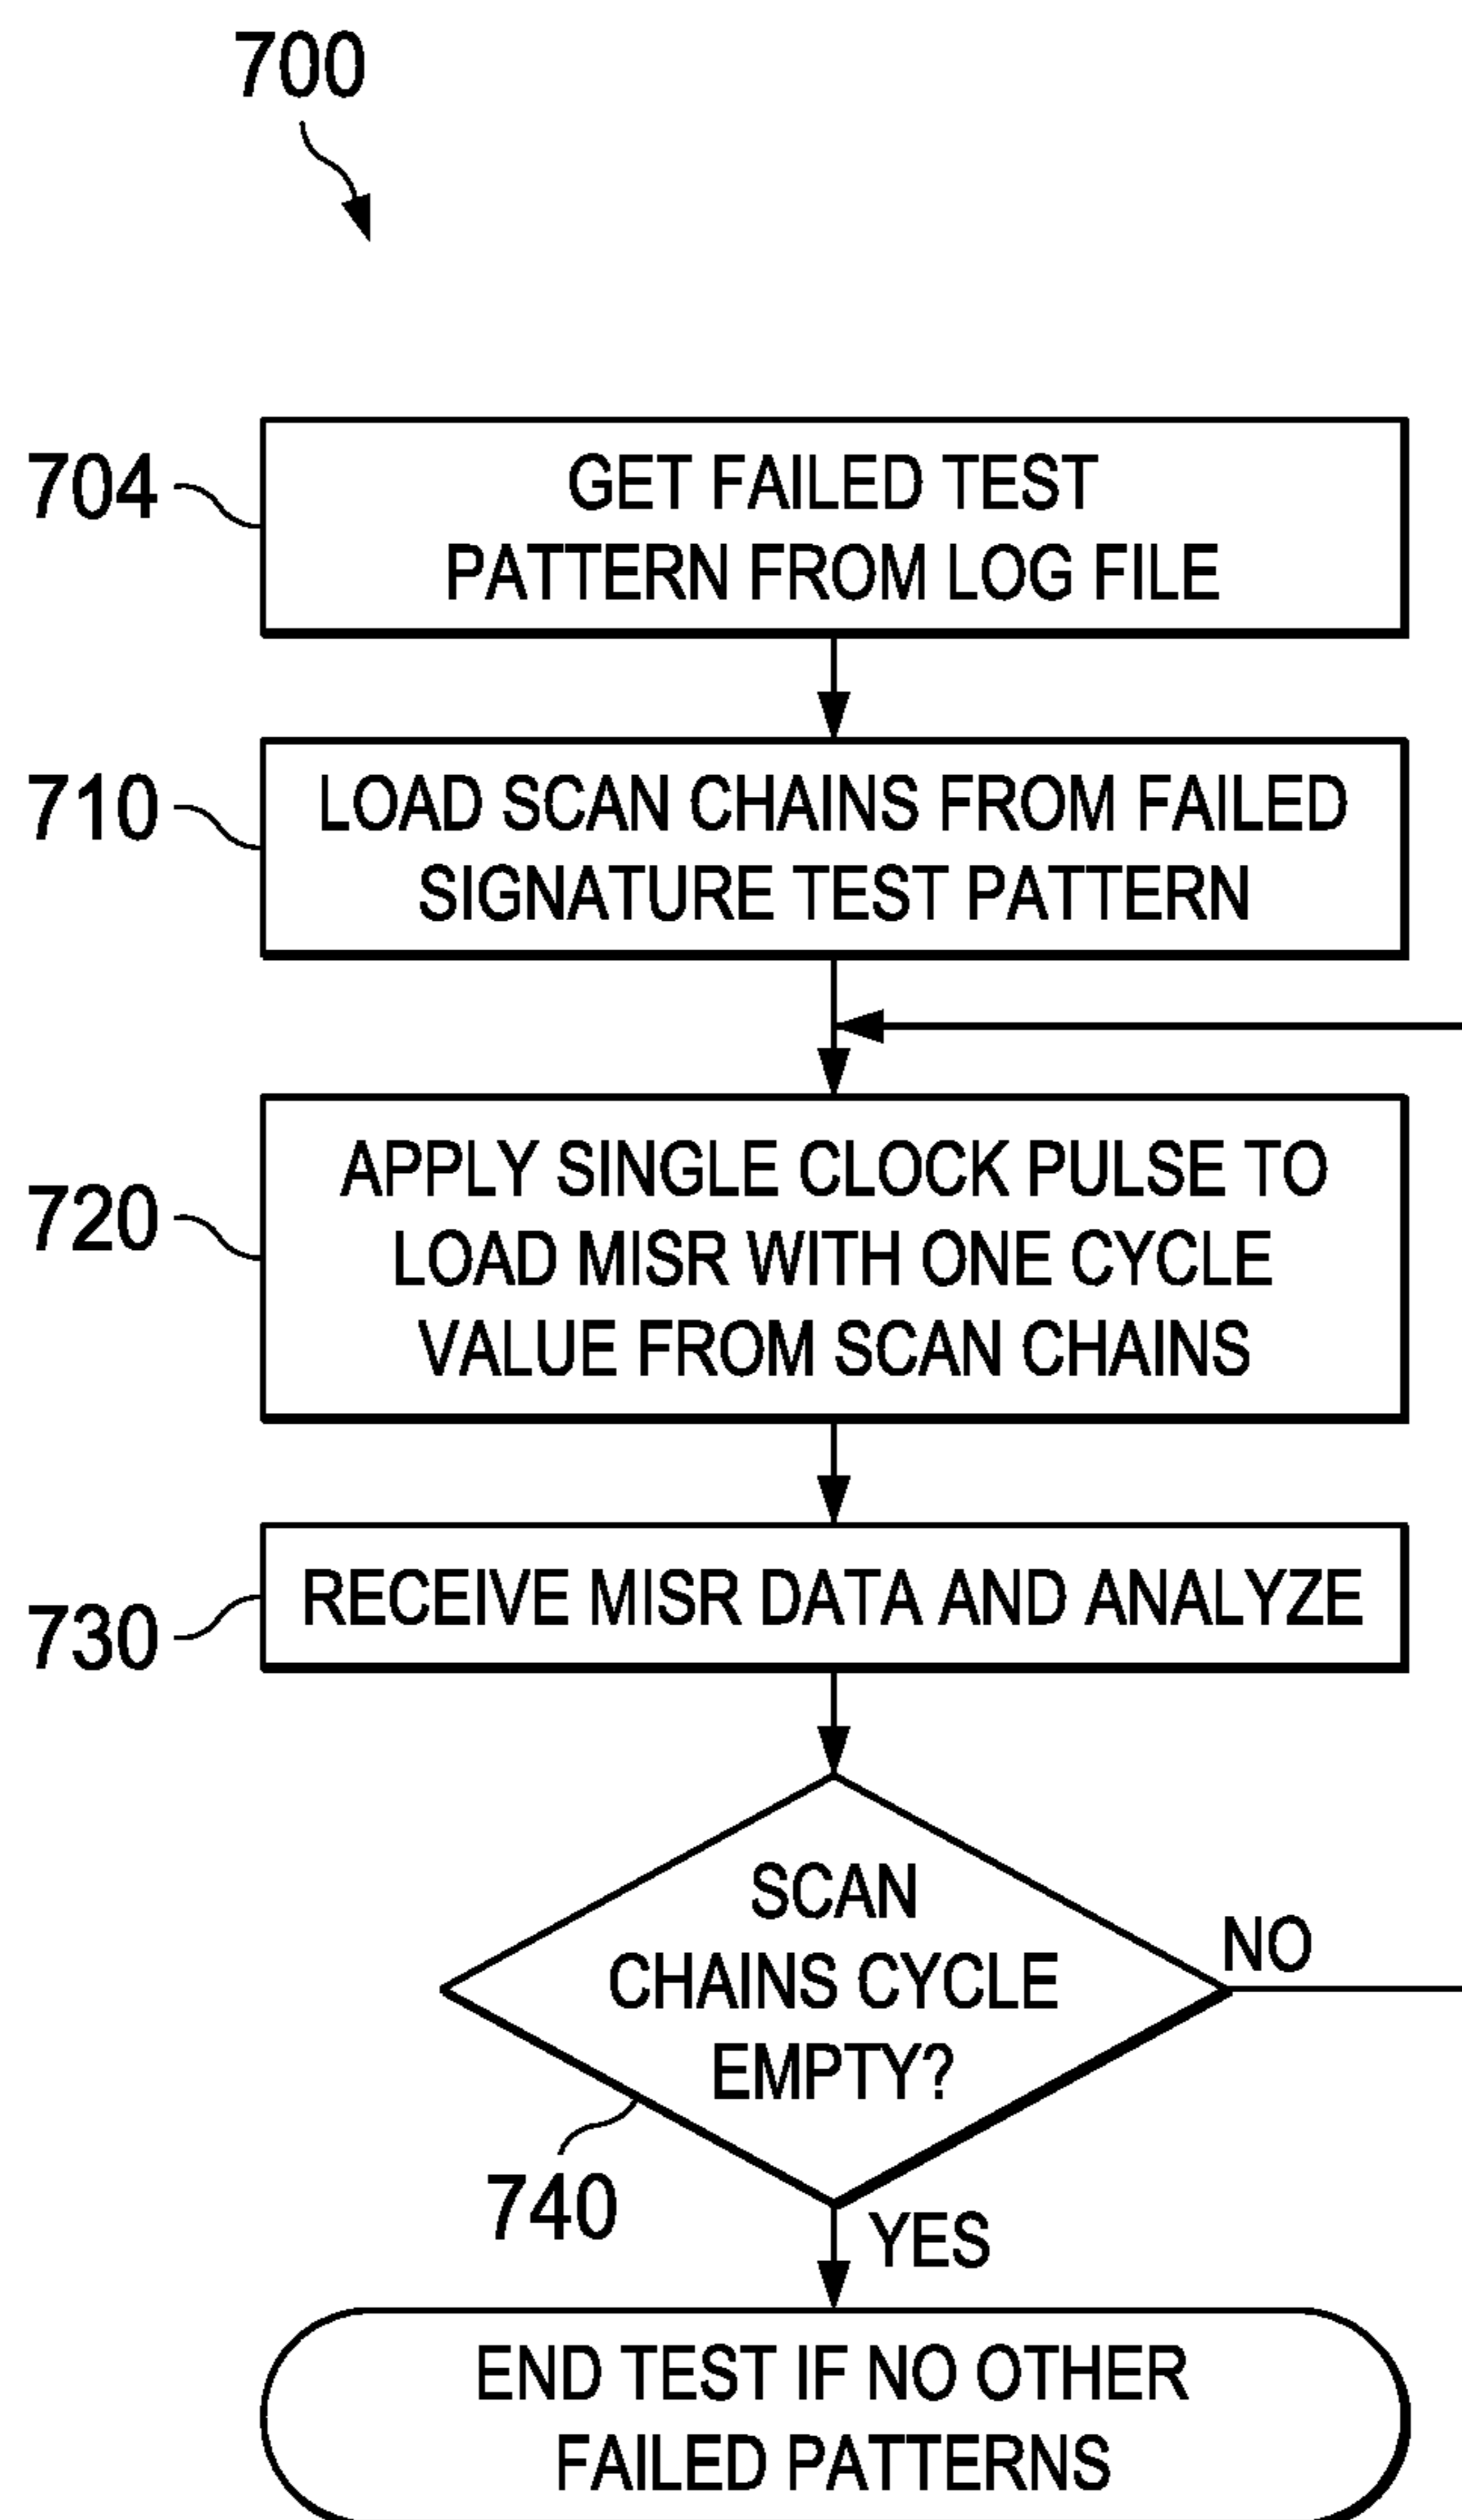 700
704
GET FAILED TEST
PATTERN FROM LOG FILE
710
LOAD SCAN CHAINS FROM FAILED
SIGNATURE TEST PATTERN
720
APPLY SINGLE CLOCK PULSE TO
LOAD MISR WITH ONE CYCLE
VALUE FROM SCAN CHAINS
730
RECEIVE MISR DATA AND ANALYZE
SCAN
CHAINS CYCLE
EMPTY?
NO
740
YES
END TEST IF NO OTHER
FAILED PATTERNS